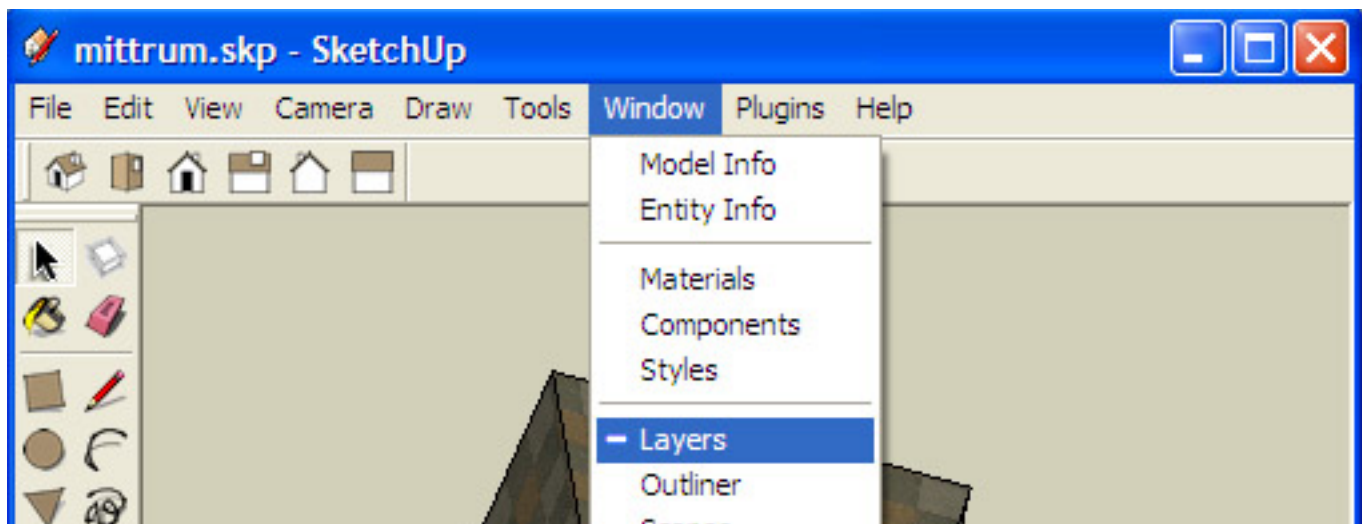 mittrum.skp - SketchUp
File Edit View Camera Draw Tools Window Plugins Help
Model Info
Entity Info
Materials
Components
Styles
Layers
Outliner